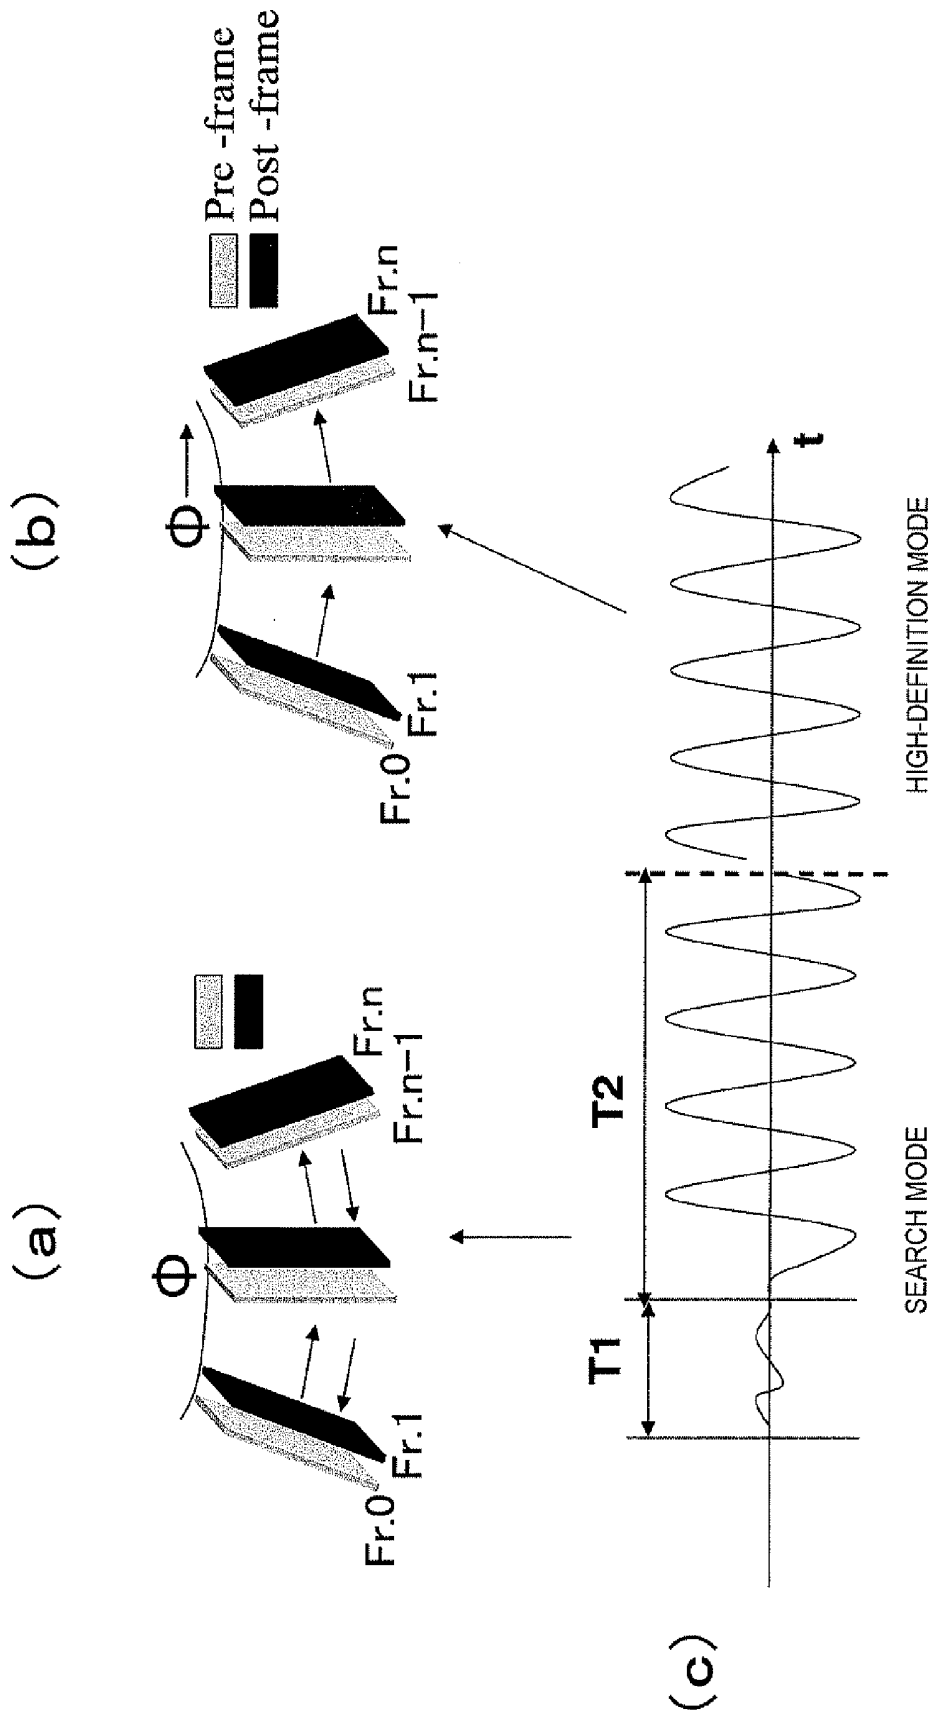 (a)
Φ
Fr.0
Fr.1
Fr.n-1
Fr.n
(b)
Φ
Pre -frame
Post -frame
Fr.0
Fr.1
Fr.n-1
Fr.n
(c)
T1
T2
t
SEARCH MODE
HIGH-DEFINITION MODE